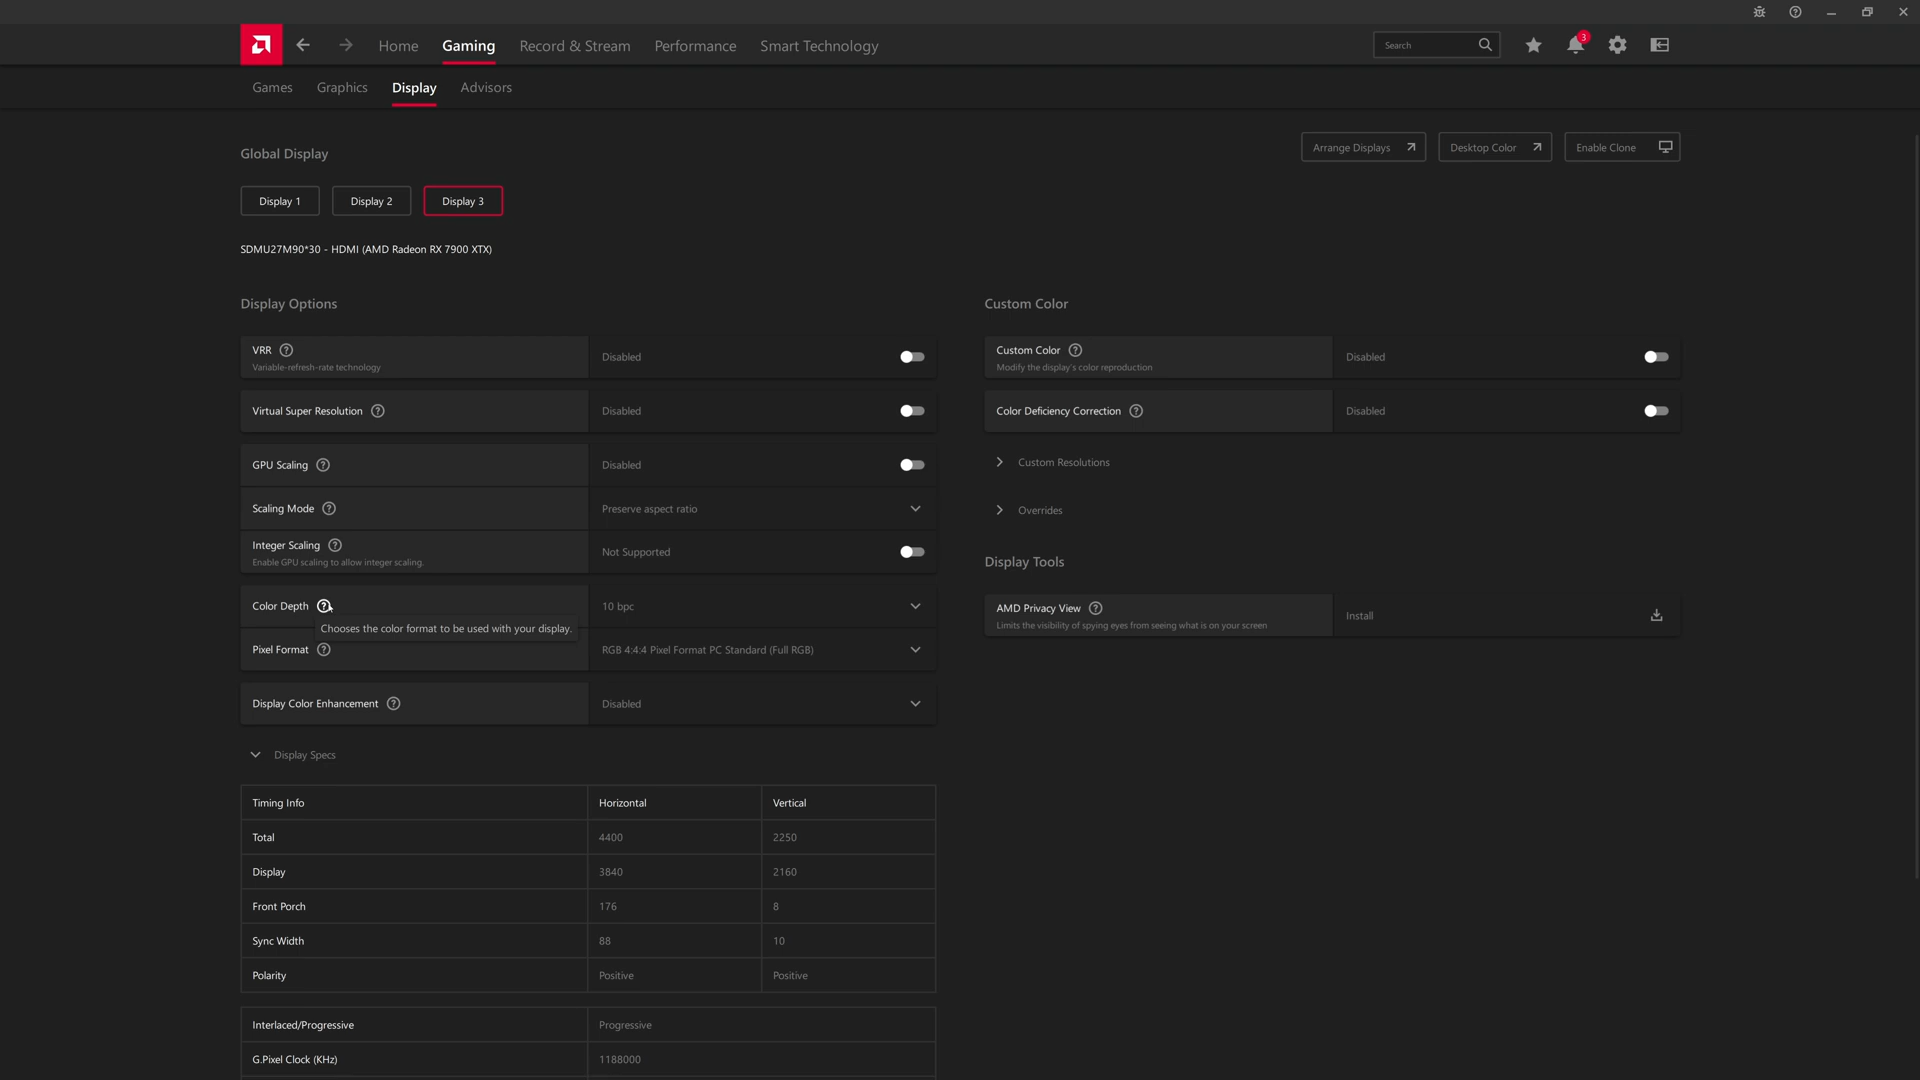 Home
Gaming
Record & Stream
Performance
Smart Technology
Search
3
Games
Graphics
Display
Advisors
Global Display
Arrange Displays
Desktop Color
Enable Clone
Display 1
Display 2
Display 3
SDMU27M90*30 - HDMI (AMD Radeon RX 7900 XTX)
Display Options
VRR
Variable-refresh-rate technology
Disabled
Virtual Super Resolution
Disabled
GPU Scaling
Disabled
Scaling Mode
Preserve aspect ratio
Integer Scaling
Enable GPU scaling to allow integer scaling.
Not Supported
Color Depth
10 bpc
Chooses the color format to be used with your display.
Pixel Format
RGB 4:4:4 Pixel Format PC Standard (Full RGB)
Display Color Enhancement
Disabled
Display Specs
Timing Info Horizontal Vertical
Total 4400 2250
Display 3840 2160
Front Porch 176 8
Sync Width 88 10
Polarity Positive Positive
Interlaced/Progressive Progressive
G.Pixel Clock (KHz) 1188000
Custom Color
Custom Color
Modify the display's color reproduction
Disabled
Color Deficiency Correction
Disabled
Custom Resolutions
Overrides
Display Tools
AMD Privacy View
Limits the visibility of spying eyes from seeing what is on your screen
Install